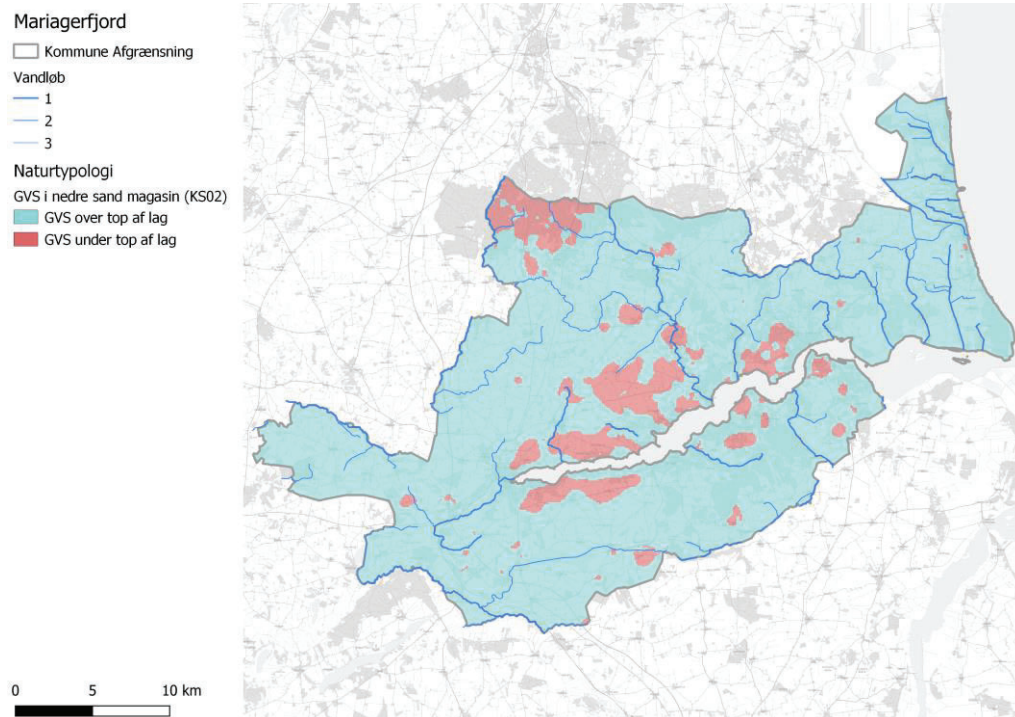 Mariagerfjord
Kommune Afgrænsning
Vandløb
1
2
3
Naturtypologi
GVS i nedre sand magasin (KS02)
GVS over top af lag
GVS under top af lag
0 5 10 km